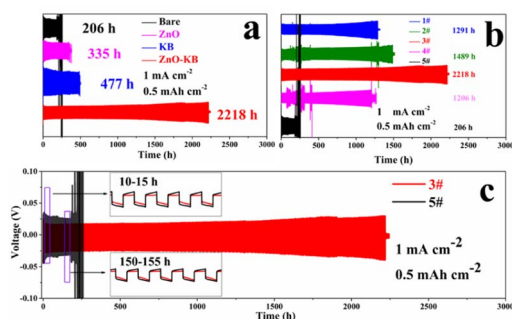 a
206 h
335 h
477 h
2218 h
Bare
ZnO
KB
ZnO-KB
1 mA cm-2
0.5 mAh cm-2
0 500 1000 1500 2000 2500 3000
Time (h)
b
1#
2#
3#
4#
5#
1291 h
1489 h
2218 h
1206 h
206 h
1 mA cm-2
0.5 mAh cm-2
0 500 1000 1500 2000 2500 3000
Time (h)
c
3#
5#
10-15 h
150-155 h
1 mA cm-2
0.5 mAh cm-2
Voltage (V)
0.10
0.05
0.00
-0.05
-0.10
0 500 1000 1500 2000 2500 3000
Time (h)